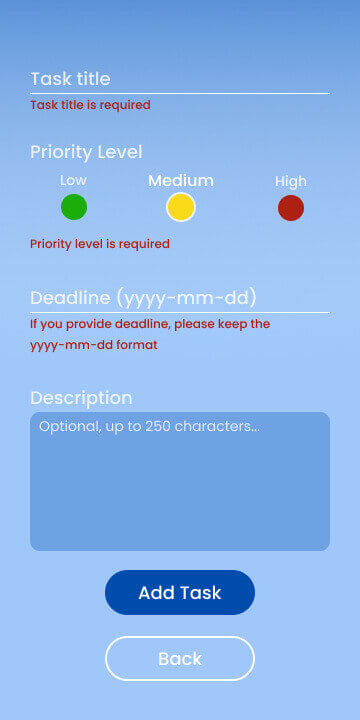 Task title
Task title is required
Priority Level
Low Medium High
Priority level is required
Deadline (yyyy-mm-dd)
If you provide deadline, please keep the
yyyy-mm-dd format
Description
Optional, up to 250 characters...
Add Task
Back